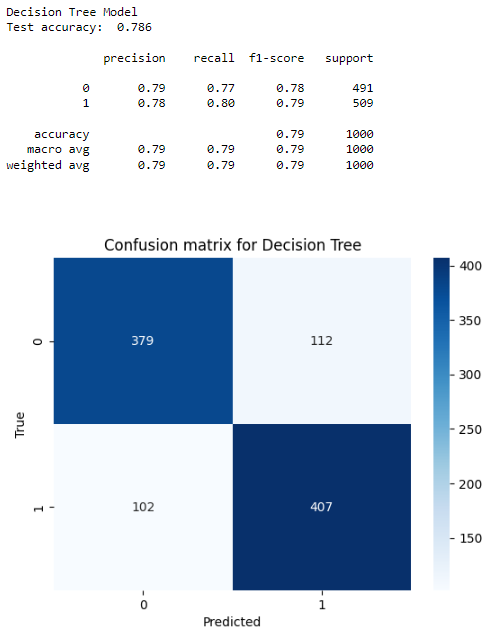 Decision Tree Model
Test accuracy:  0.786
precision    recall  f1-score   support
0       0.79      0.77      0.78       491
1       0.78      0.80      0.79       509
accuracy                           0.79      1000
macro avg       0.79      0.79      0.79      1000
weighted avg       0.79      0.79      0.79      1000
Confusion matrix for Decision Tree
400
350
300
250
200
150
True
0
1
379 112
102 407
0 1
Predicted